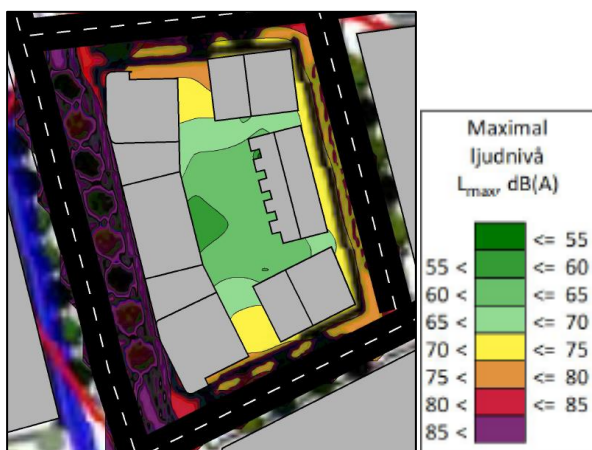 Maximal
ljudnivå
Lmax, dB(A)
<= 55
55 < <= 60
60 < <= 65
65 < <= 70
70 < <= 75
75 < <= 80
80 < <= 85
85 <